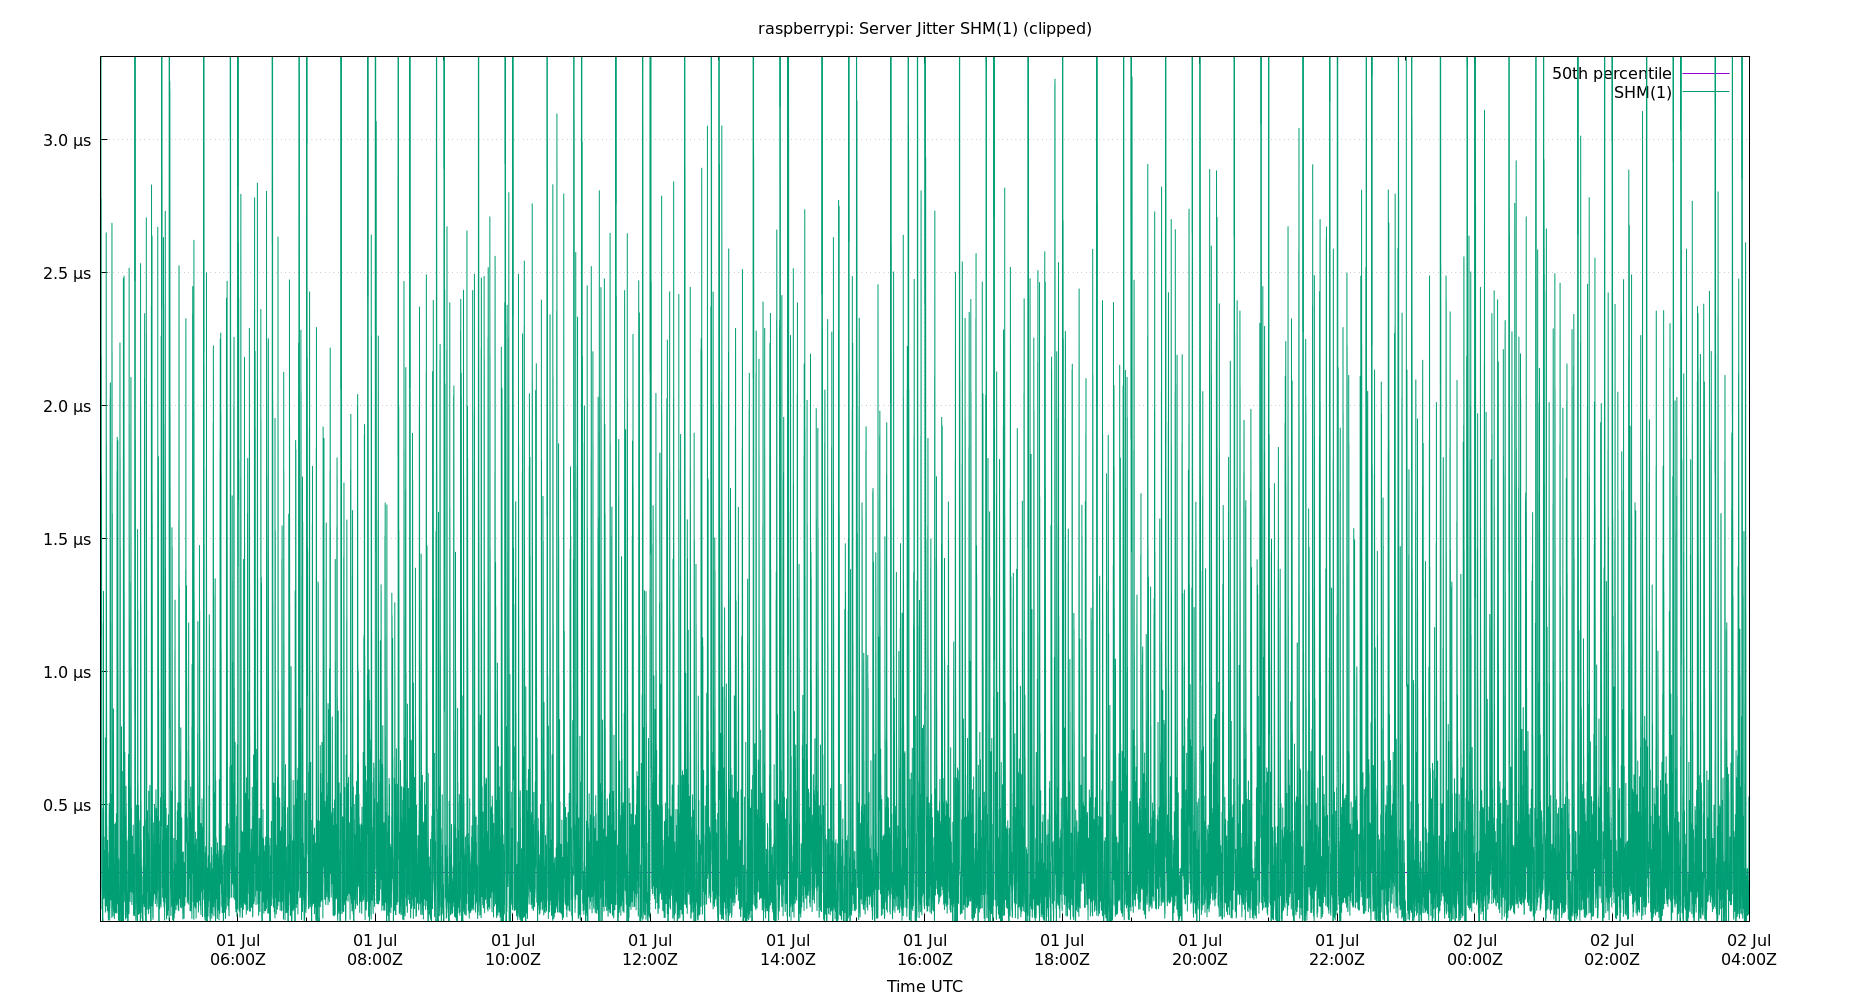 raspberrypi: Server Jitter SHM(1) (clipped)
50th percentile
SHM(1)
3.0 µs
2.5 µs
2.0 µs
1.5 µs
1.0 µs
0.5 µs
01 Jul 01 Jul 01 Jul 01 Jul 01 Jul 01 Jul 01 Jul 01 Jul 01 Jul 02 Jul 02 Jul 02 Jul
06:00Z 08:00Z 10:00Z 12:00Z 14:00Z 16:00Z 18:00Z 20:00Z 22:00Z 00:00Z 02:00Z 04:00Z
Time UTC